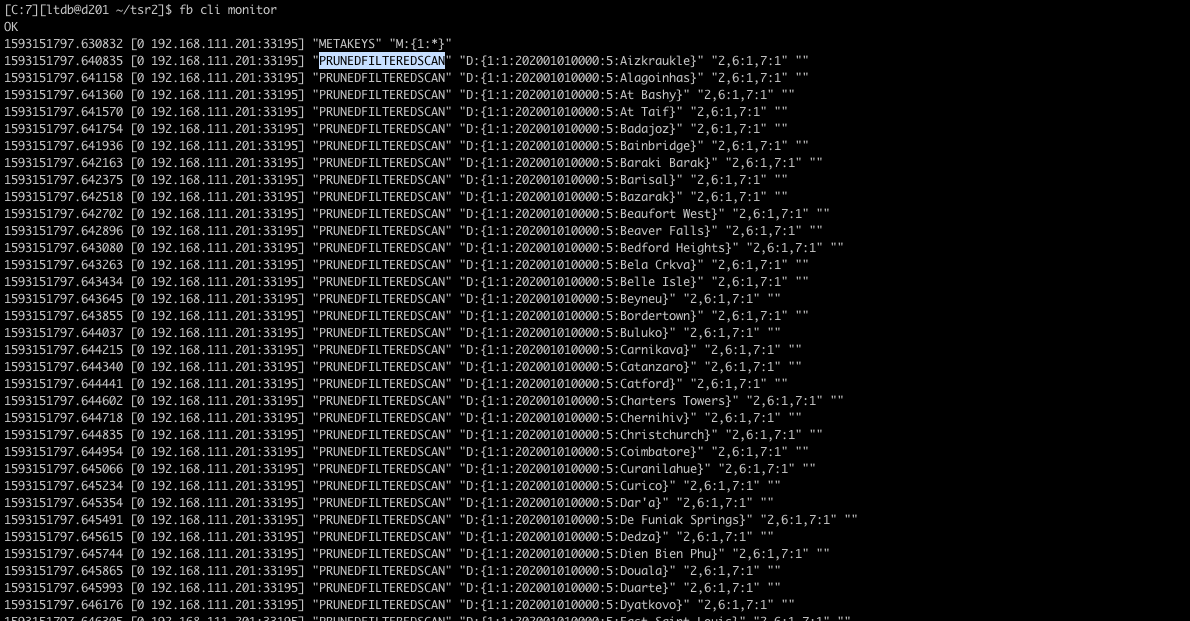 [C:7][ltdb@d201 ~/tsr2]$ fb cli monitor
OK
1593151797.630832 [0 192.168.111.201:33195] "METAKEYS" "M:{1:*}"
1593151797.640835 [0 192.168.111.201:33195] "PRUNEDFILTEREDSCAN" "D:{1:1:202001010000:5:Aizkraukle}" "2,6:1,7:1" ""
1593151797.641158 [0 192.168.111.201:33195] "PRUNEDFILTEREDSCAN" "D:{1:1:202001010000:5:Alagoinhas}" "2,6:1,7:1" ""
1593151797.641360 [0 192.168.111.201:33195] "PRUNEDFILTEREDSCAN" "D:{1:1:202001010000:5:At Bashy}" "2,6:1,7:1" ""
1593151797.641570 [0 192.168.111.201:33195] "PRUNEDFILTEREDSCAN" "D:{1:1:202001010000:5:At Taif}" "2,6:1,7:1" ""
1593151797.641754 [0 192.168.111.201:33195] "PRUNEDFILTEREDSCAN" "D:{1:1:202001010000:5:Badajoz}" "2,6:1,7:1" ""
1593151797.641936 [0 192.168.111.201:33195] "PRUNEDFILTEREDSCAN" "D:{1:1:202001010000:5:Bainbridge}" "2,6:1,7:1" ""
1593151797.642163 [0 192.168.111.201:33195] "PRUNEDFILTEREDSCAN" "D:{1:1:202001010000:5:Baraki Barak}" "2,6:1,7:1" ""
1593151797.642375 [0 192.168.111.201:33195] "PRUNEDFILTEREDSCAN" "D:{1:1:202001010000:5:Barisal}" "2,6:1,7:1" ""
1593151797.642518 [0 192.168.111.201:33195] "PRUNEDFILTEREDSCAN" "D:{1:1:202001010000:5:Bazarak}" "2,6:1,7:1" ""
1593151797.642702 [0 192.168.111.201:33195] "PRUNEDFILTEREDSCAN" "D:{1:1:202001010000:5:Beaufort West}" "2,6:1,7:1" ""
1593151797.642896 [0 192.168.111.201:33195] "PRUNEDFILTEREDSCAN" "D:{1:1:202001010000:5:Beaver Falls}" "2,6:1,7:1" ""
1593151797.643080 [0 192.168.111.201:33195] "PRUNEDFILTEREDSCAN" "D:{1:1:202001010000:5:Bedford Heights}" "2,6:1,7:1" ""
1593151797.643263 [0 192.168.111.201:33195] "PRUNEDFILTEREDSCAN" "D:{1:1:202001010000:5:Bela Crkva}" "2,6:1,7:1" ""
1593151797.643434 [0 192.168.111.201:33195] "PRUNEDFILTEREDSCAN" "D:{1:1:202001010000:5:Belle Isle}" "2,6:1,7:1" ""
1593151797.643645 [0 192.168.111.201:33195] "PRUNEDFILTEREDSCAN" "D:{1:1:202001010000:5:Beyneu}" "2,6:1,7:1" ""
1593151797.643855 [0 192.168.111.201:33195] "PRUNEDFILTEREDSCAN" "D:{1:1:202001010000:5:Bordertown}" "2,6:1,7:1" ""
1593151797.644037 [0 192.168.111.201:33195] "PRUNEDFILTEREDSCAN" "D:{1:1:202001010000:5:Buluko}" "2,6:1,7:1" ""
1593151797.644215 [0 192.168.111.201:33195] "PRUNEDFILTEREDSCAN" "D:{1:1:202001010000:5:Carnikava}" "2,6:1,7:1" ""
1593151797.644340 [0 192.168.111.201:33195] "PRUNEDFILTEREDSCAN" "D:{1:1:202001010000:5:Catanzaro}" "2,6:1,7:1" ""
1593151797.644441 [0 192.168.111.201:33195] "PRUNEDFILTEREDSCAN" "D:{1:1:202001010000:5:Catford}" "2,6:1,7:1" ""
1593151797.644602 [0 192.168.111.201:33195] "PRUNEDFILTEREDSCAN" "D:{1:1:202001010000:5:Charters Towers}" "2,6:1,7:1" ""
1593151797.644718 [0 192.168.111.201:33195] "PRUNEDFILTEREDSCAN" "D:{1:1:202001010000:5:Chernihiv}" "2,6:1,7:1" ""
1593151797.644835 [0 192.168.111.201:33195] "PRUNEDFILTEREDSCAN" "D:{1:1:202001010000:5:Christchurch}" "2,6:1,7:1" ""
1593151797.644954 [0 192.168.111.201:33195] "PRUNEDFILTEREDSCAN" "D:{1:1:202001010000:5:Coimbatore}" "2,6:1,7:1" ""
1593151797.645066 [0 192.168.111.201:33195] "PRUNEDFILTEREDSCAN" "D:{1:1:202001010000:5:Curanilahue}" "2,6:1,7:1" ""
1593151797.645234 [0 192.168.111.201:33195] "PRUNEDFILTEREDSCAN" "D:{1:1:202001010000:5:Curico}" "2,6:1,7:1" ""
1593151797.645354 [0 192.168.111.201:33195] "PRUNEDFILTEREDSCAN" "D:{1:1:202001010000:5:Dar'a}" "2,6:1,7:1" ""
1593151797.645491 [0 192.168.111.201:33195] "PRUNEDFILTEREDSCAN" "D:{1:1:202001010000:5:De Funiak Springs}" "2,6:1,7:1" ""
1593151797.645615 [0 192.168.111.201:33195] "PRUNEDFILTEREDSCAN" "D:{1:1:202001010000:5:Dedza}" "2,6:1,7:1" ""
1593151797.645744 [0 192.168.111.201:33195] "PRUNEDFILTEREDSCAN" "D:{1:1:202001010000:5:Dien Bien Phu}" "2,6:1,7:1" ""
1593151797.645865 [0 192.168.111.201:33195] "PRUNEDFILTEREDSCAN" "D:{1:1:202001010000:5:Douala}" "2,6:1,7:1" ""
1593151797.645993 [0 192.168.111.201:33195] "PRUNEDFILTEREDSCAN" "D:{1:1:202001010000:5:Duarte}" "2,6:1,7:1" ""
1593151797.646176 [0 192.168.111.201:33195] "PRUNEDFILTEREDSCAN" "D:{1:1:202001010000:5:Dyatkovo}" "2,6:1,7:1" ""